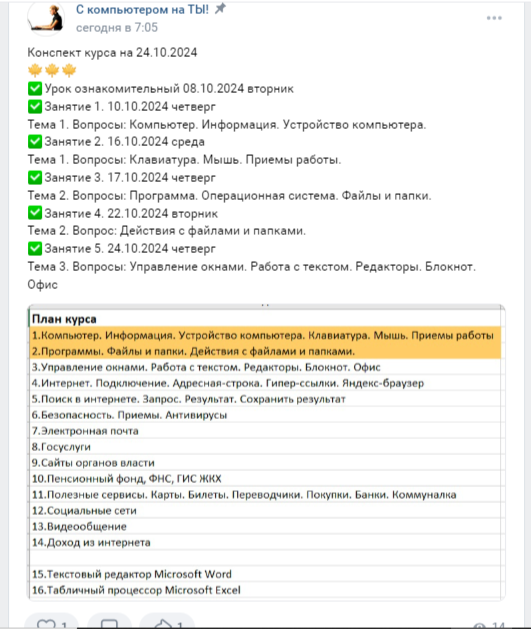 С компьютером на ТЫ!
сегодня в 7:05
Конспект курса на 24.10.2024
🍁🍁🍁
✅Урок ознакомительный 08.10.2024 вторник
✅Занятие 1. 10.10.2024 четверг
Тема 1. Вопросы: Компьютер. Информация. Устройство компьютера.
✅Занятие 2. 16.10.2024 среда
Тема 1. Вопросы: Клавиатура. Мышь. Приемы работы.
✅Занятие 3. 17.10.2024 четверг
Тема 2. Вопросы: Программа. Операционная система. Файлы и папки.
✅Занятие 4. 22.10.2024 вторник
Тема 2. Вопрос: Действия с файлами и папками.
✅Занятие 5. 24.10.2024 четверг
Тема 3. Вопросы: Управление окнами. Работа с текстом. Редакторы. Блокнот.
Офис
План курса
1.Компьютер. Информация. Устройство компьютера. Клавиатура. Мышь. Приемы работы
2.Программы. Файлы и папки. Действия с файлами и папками.
3.Управление окнами. Работа с текстом. Редакторы. Блокнот. Офис
4.Интернет. Подключение. Адресная-строка. Гипер-ссылки. Яндекс-браузер
5.Поиск в интернете. Запрос. Результат. Сохранить результат
6.Безопасность. Приемы. Антивирусы
7.Электронная почта
8.Госуслуги
9.Сайты органов власти
10.Пенсионный фонд, ФНС, ГИС ЖКХ
11.Полезные сервисы. Карты. Билеты. Переводчики. Покупки. Банки. Коммуналка
12.Социальные сети
13.Видеообщение
14.Доход из интернета
15.Текстовый редактор Microsoft Word
16.Табличный процессор Microsoft Excel
1 1 14